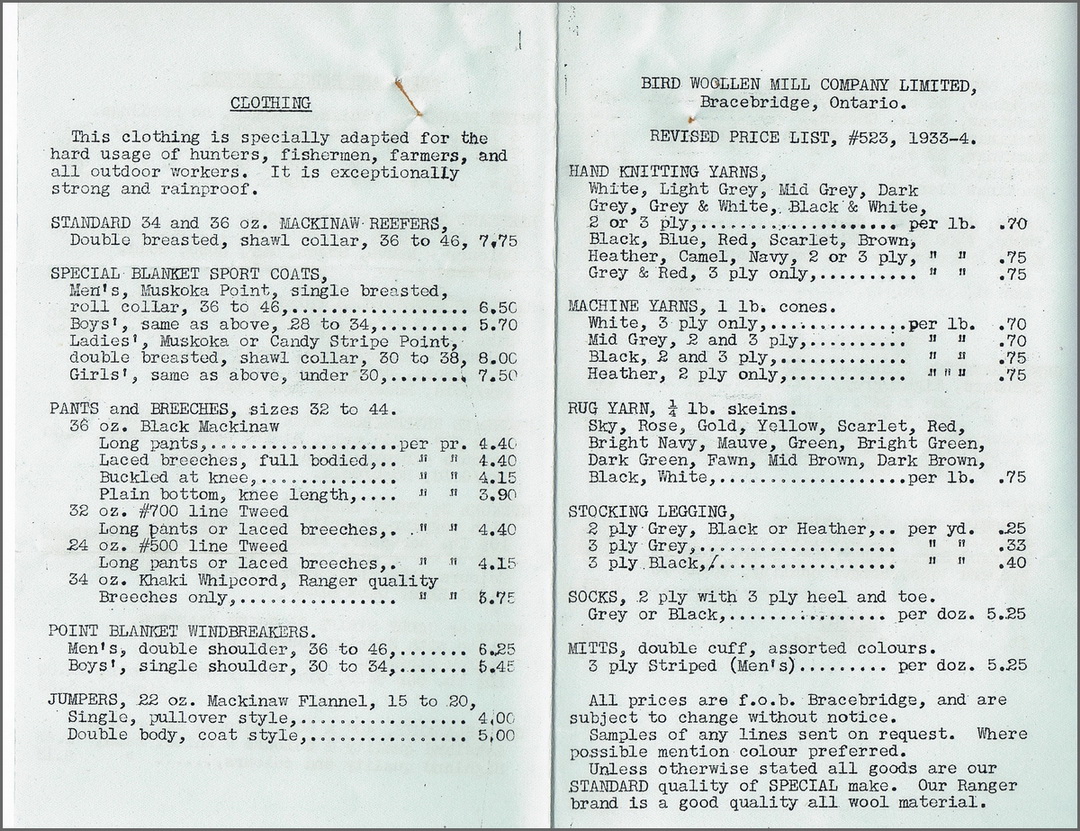 CLOTHING
This clothing is specially adapted for the
hard usage of hunters, fishermen, farmers, and
all outdoor workers. It is exceptionally
strong and rainproof.
STANDARD 34 and 36 oz. MACKINAW REEFERS,
Double breasted, shawl collar, 36 to 46, 7.75
SPECIAL BLANKET SPORT COATS,
Men's, Muskoka Point, single breasted,
roll collar, 36 to 46,.................. 6.50
Boys', same as above, 28 to 34,......... 5.70
Ladies', Muskoka or Candy Stripe Point,
double breasted, shawl collar, 30 to 38, 8.00
Girls', same as above, under 30,........ 7.50
PANTS and BREECHES, sizes 32 to 44.
36 oz. Black Mackinaw
Long pants,......................per pr. 4.40
Laced breeches, full bodied,.. " " 4.40
Buckled at knee,.............. " " 4.15
Plain bottom, knee length,.... " " 3.90
32 oz. #700 line Tweed
Long pants or laced breeches,. " " 4.40
24 oz. #500 line Tweed
Long pants or laced breeches,. " " 4.15
34 oz. Khaki Whipcord, Ranger quality
Breeches only,................ " " .75
POINT BLANKET WINDBREAKERS.
Men's, double shoulder, 36 to 46,....... 6.25
Boys', single shoulder, 30 to 34,....... 5.45
JUMPERS, 22 oz. Mackinaw Flannel, 15 to 20,
Single, pullover style,................. 4.00
Double body, coat style,................ 5.00
BIRD WOOLLEN MILL COMPANY LIMITED,
Bracebridge, Ontario.
REVISED PRICE LIST, #523, 1933-4.
HAND KNITTING YARNS,
White, Light Grey, Mid Grey, Dark
Grey, Grey & White, Black & White,
2 or 3 ply,..................... per lb. .70
Black, Blue, Red, Scarlet, Brown,
Heather, Camel, Navy, 2 or 3 ply, " " .75
Grey & Red, 3 ply only,.......... " " .75
MACHINE YARNS, 1 lb. cones.
White, 3 ply only,..............per lb. .70
Mid Grey, 2 and 3 ply,.......... " " .70
Black, 2 and 3 ply,............. " " .75
Heather, 2 ply only,............ " " " .75
RUG YARN, ¼ lb. skeins.
Sky, Rose, Gold, Yellow, Scarlet, Red,
Bright Navy, Mauve, Green, Bright Green,
Dark Green, Fawn, Mid Brown, Dark Brown,
Black, White,...................per lb. .75
STOCKING LEGGING,
2 ply Grey, Black or Heather,.. per yd. .25
3 ply Grey,.................... " " .33
3 ply Black,/.................. " " .40
SOCKS, 2 ply with 3 ply heel and toe.
Grey or Black,................ per doz. 5.25
MITTS, double cuff, assorted colours.
3 ply Striped (Men's)......... per doz. 5.25
All prices are f.o.b. Bracebridge, and are
subject to change without notice.
Samples of any lines sent on request. Where
possible mention colour preferred.
Unless otherwise stated all goods are our
STANDARD quality of SPECIAL make. Our Ranger
brand is a good quality all wool material.